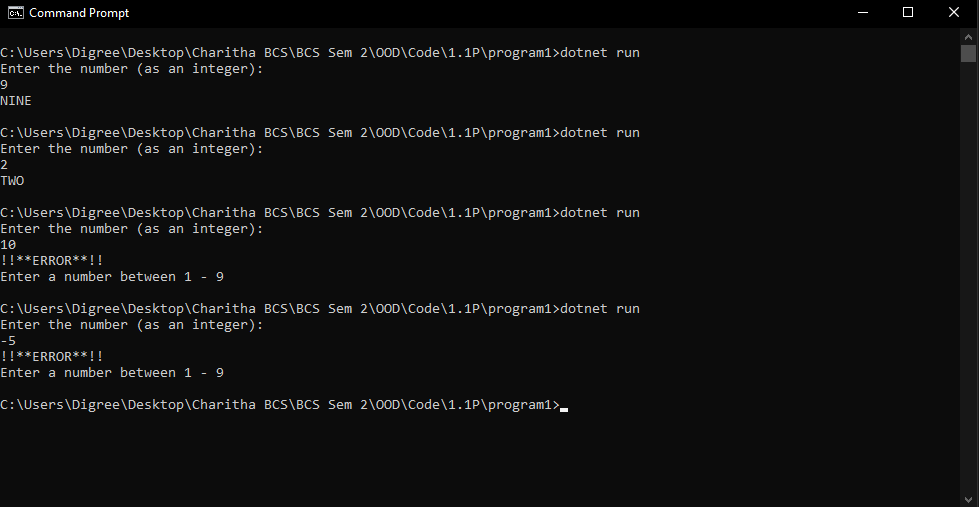 Command Prompt
C:\Users\Digree\Desktop\Charitha BCS\BCS Sem 2\OOD\Code\1.1P\program1>dotnet run
Enter the number (as an integer):
9
NINE
C:\Users\Digree\Desktop\Charitha BCS\BCS Sem 2\OOD\Code\1.1P\program1>dotnet run
Enter the number (as an integer):
2
TWO
C:\Users\Digree\Desktop\Charitha BCS\BCS Sem 2\OOD\Code\1.1P\program1>dotnet run
Enter the number (as an integer):
10
!!**ERROR**!!
Enter a number between 1 - 9
C:\Users\Digree\Desktop\Charitha BCS\BCS Sem 2\OOD\Code\1.1P\program1>dotnet run
Enter the number (as an integer):
-5
!!**ERROR**!!
Enter a number between 1 - 9
C:\Users\Digree\Desktop\Charitha BCS\BCS Sem 2\OOD\Code\1.1P\program1>